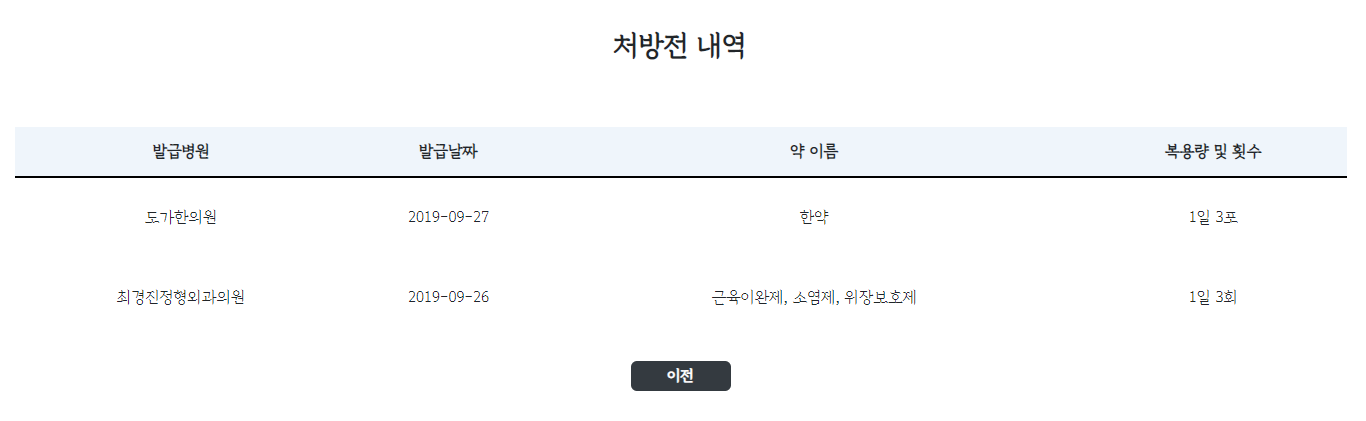 처방전 내역
발급병원 발급날짜 약 이름 복용량 및 횟수
도가한의원 2019-09-27 한약 1일 3포
최경진정형외과의원 2019-09-26 근육이완제, 소염제, 위장보호제 1일 3회
이전